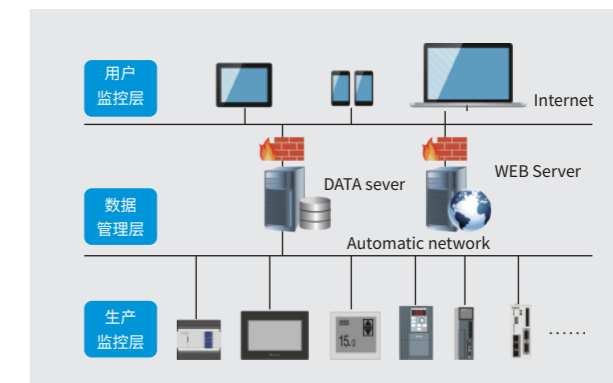 用户
监控层
Internet
DATA sever
WEB Server
数据
管理层
Automatic network
生产
监控层
15.0
……